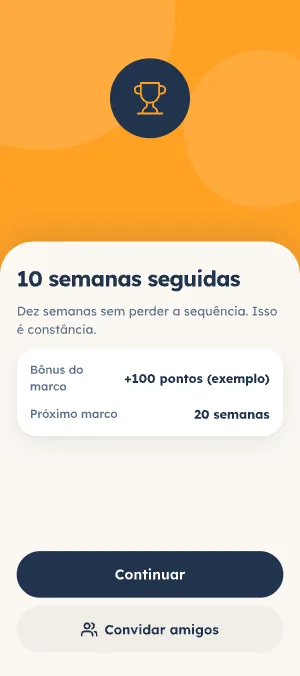 10 semanas seguidas
Dez semanas sem perder a sequência. Isso
é constância.
Bônus do
marco
+100 pontos (exemplo)
Próximo marco
20 semanas
Continuar
Convidar amigos